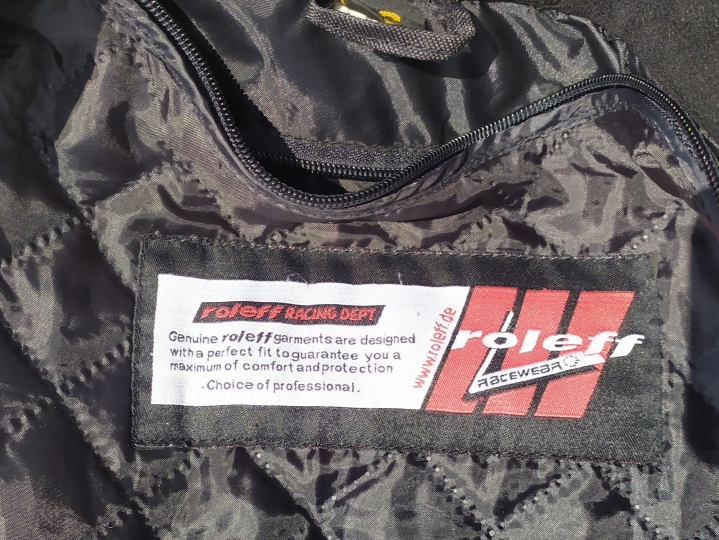 roleff RACING DEPT
Genuine roleff garments are designed
with a perfect fit to guarantee you a
maximum of comfort and protection
.Choice of professional.
www.roleff.de
roleff
RACEWEAR